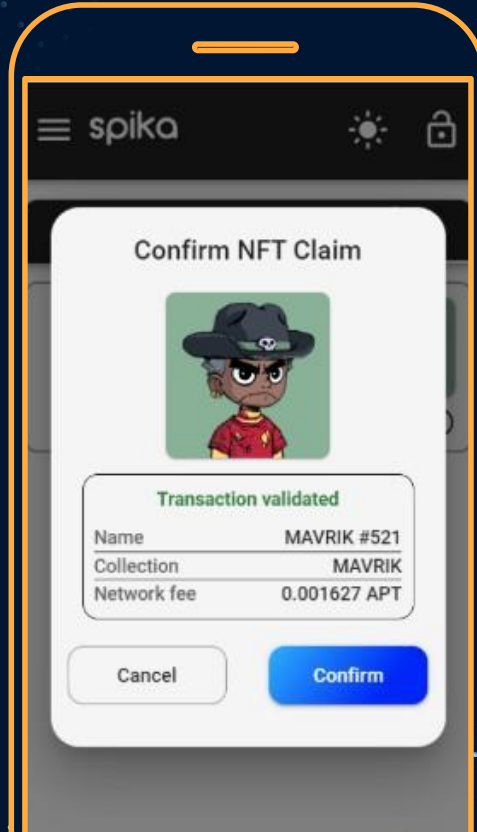 spika
Confirm NFT Claim
Transaction validated
Name MAVRIK #521
Collection MAVRIK
Network fee 0.001627 APT
Cancel Confirm